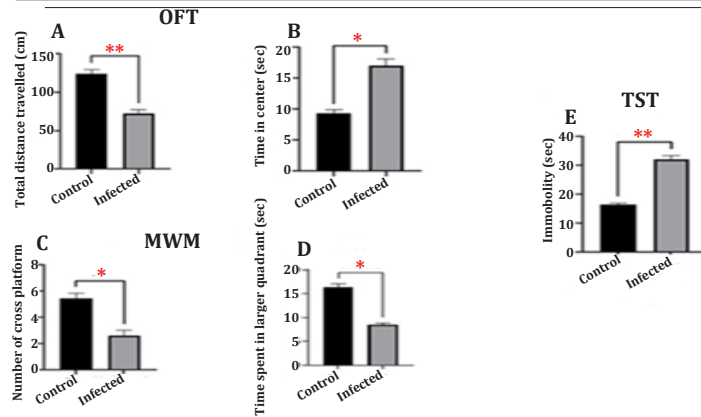 OFT
A
Total distance travelled (cm)
150
100
50
0
**
Control
Infected
B
Time in center (sec)
20
15
10
5
0
*
Control
Infected
MWM
C
Number of cross platform
8
6
4
2
0
*
Control
Infected
D
Time spent in larger quadrant (sec)
20
15
10
5
0
*
Control
Infected
TST
E
Immobolity (sec)
40
30
20
10
0
**
Control
Infected